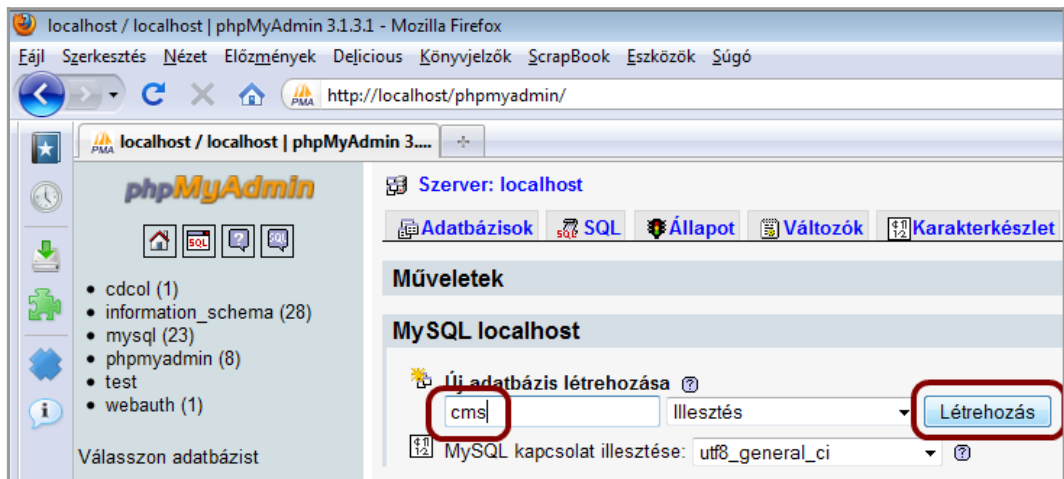 localhost / localhost | phpMyAdmin 3.1.3.1 - Mozilla Firefox
Fájl Szerkesztés Nézet Előzmények Delicious Könyvjelzők ScrapBook Eszközök Súgó
PMA http://localhost/phpmyadmin/
PMA localhost / localhost | phpMyAdmin 3....
phpMyAdmin
Szerver: localhost
Adatbázisok SQL Állapot Változók Karakterkészlet
SQL
Műveletek
cdcol (1)
information_schema (28)
mysql (23)
phpmyadmin (8)
test
webauth (1)
Válasszon adatbázist
MySQL localhost
Új adatbázis létrehozása
cms Illesztés Létrehozás
MySQL kapcsolat illesztése: utf8_general_ci